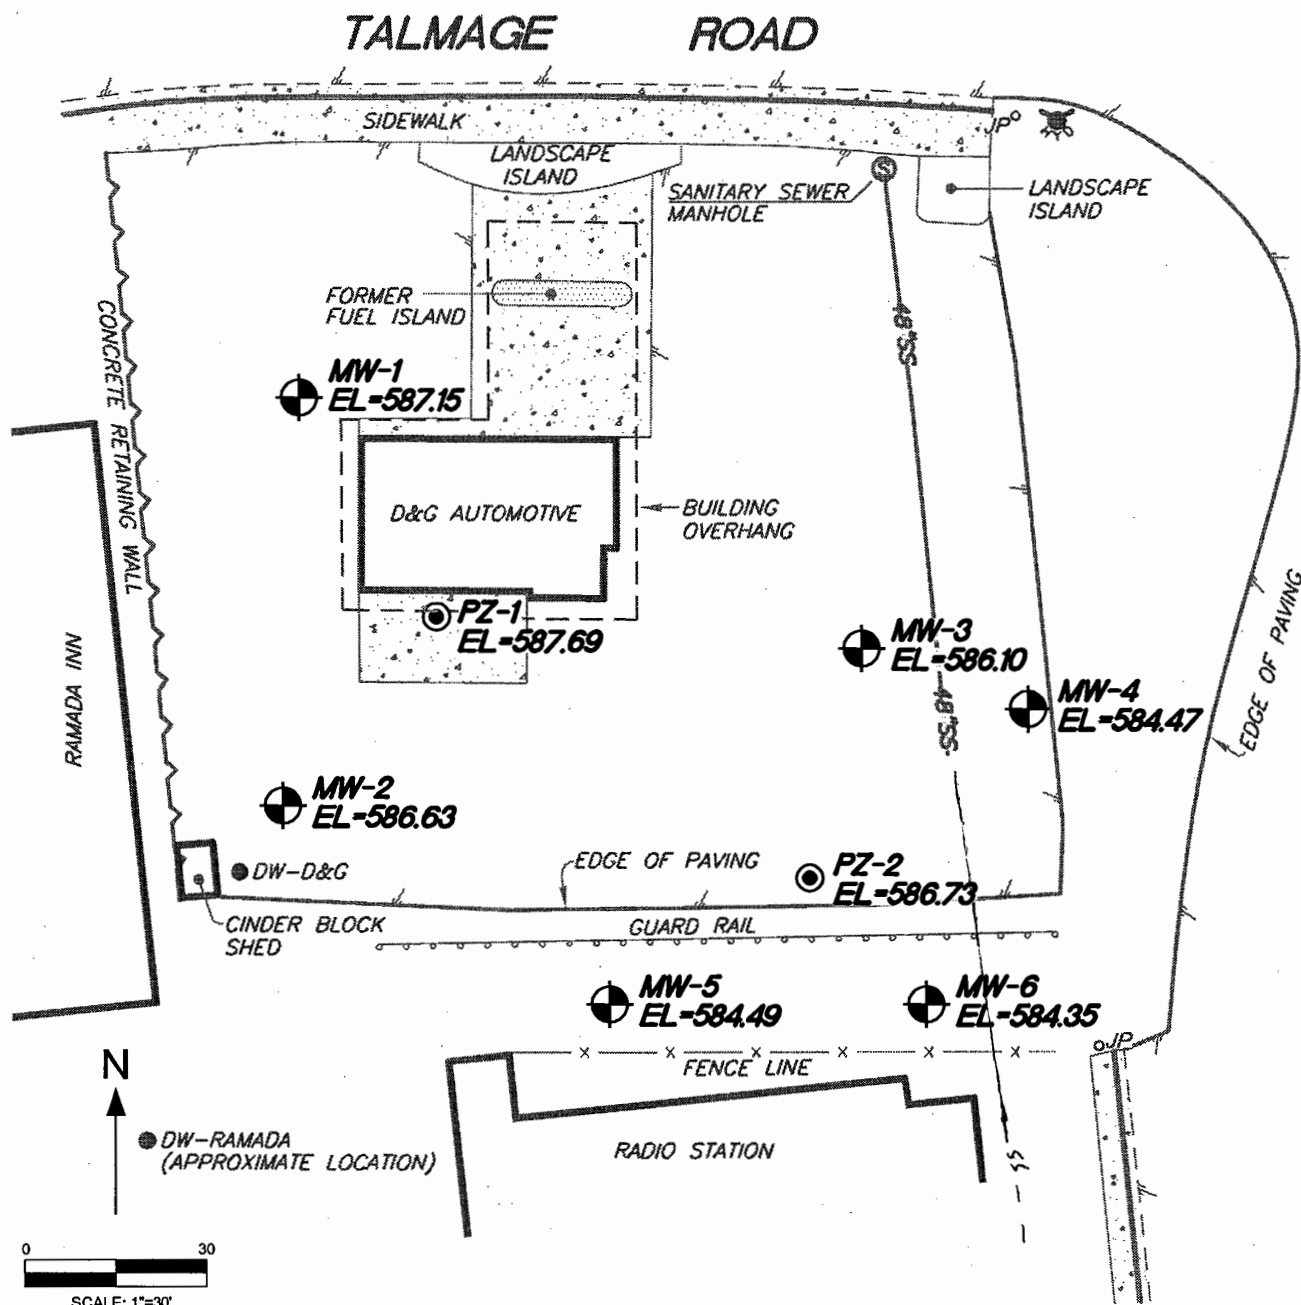 TALMAGE ROAD
SIDEWALK
JP
LANDSCAPE
ISLAND
SANITARY SEWER
MANHOLE
S
LANDSCAPE
ISLAND
FORMER
FUEL ISLAND
48"SS
CONCRETE RETAINING WALL
MW-1
EL=587.15
D&G AUTOMOTIVE
BUILDING
OVERHANG
PZ-1
EL=587.69
MW-3
EL=586.10
RAMADA INN
48"SS
MW-4
EL=584.47
EDGE OF PAVING
MW-2
EL=586.63
DW-D&G
EDGE OF PAVING
PZ-2
EL=586.73
CINDER BLOCK
SHED
GUARD RAIL
MW-5
EL=584.49
MW-6
EL=584.35
JP
FENCE LINE
N
DW-RAMADA
(APPROXIMATE LOCATION)
RADIO STATION
SS
0 30
SCALE: 1"=30'